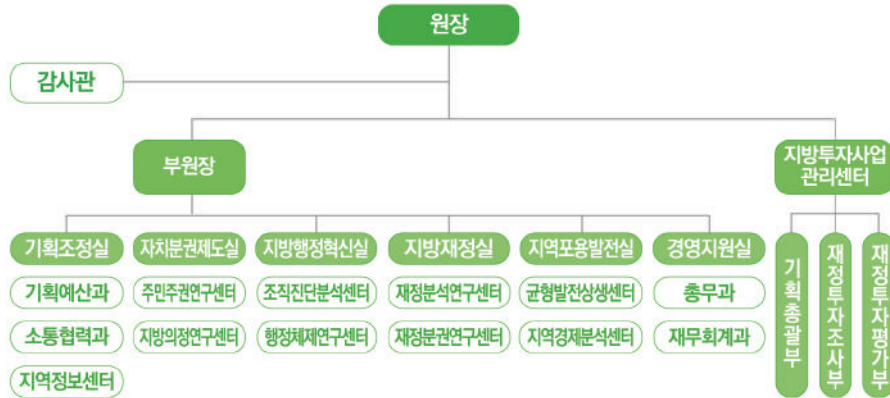 원장
감사관
부원장
지방투자사업
관리센터
기획조정실
자치분권제도실
지방행정혁신실
지방재정실
지역포용발전실
경영지원실
기획예산과
주민주권연구센터
조직진단분석센터
재정분석연구센터
균형발전상생센터
총무과
소통협력과
지방의정연구센터
행정체제연구센터
재정분권연구센터
지역경제분석센터
재무회계과
지역정보센터
기획총괄부
재정투자조사부
재정투자평가부